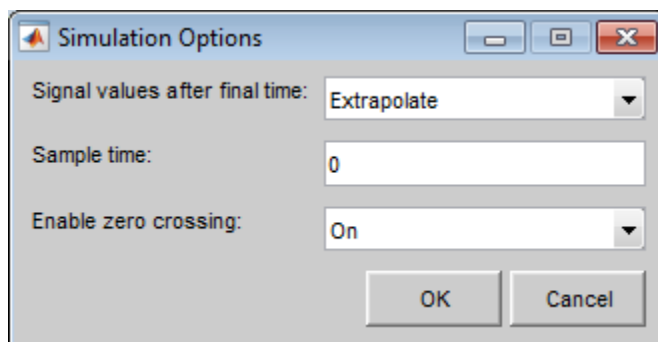 Simulation Options
Signal values after final time: Extrapolate
Sample time: 0
Enable zero crossing: On
OK Cancel